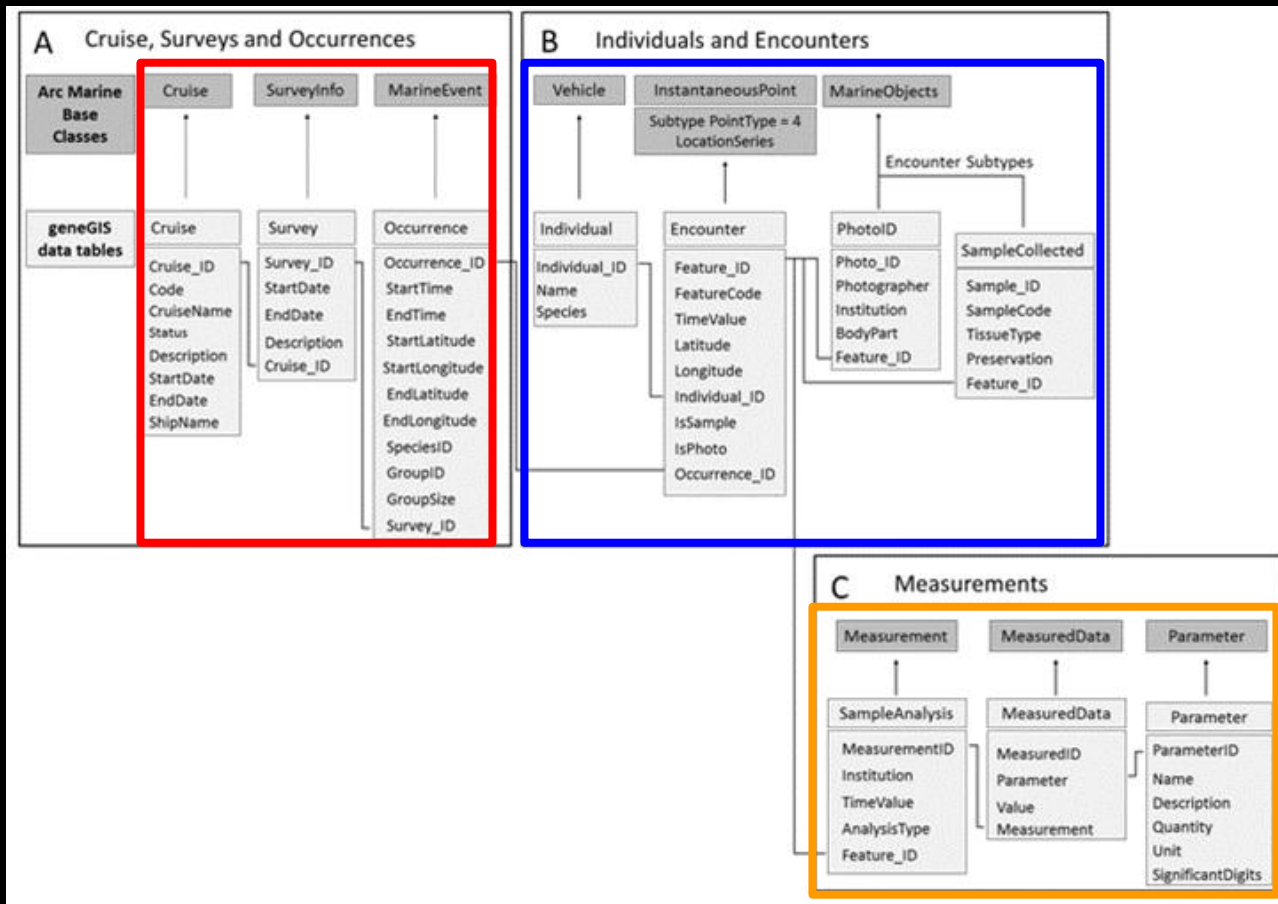 A Cruise, Surveys and Occurrences
Arc Marine
Base
Classes
Cruise
SurveyInfo
MarineEvent
geneGIS
data tables
Cruise
Cruise_ID
Code
CruiseName
Status
Description
StartDate
EndDate
ShipName
Survey
Survey_ID
StartDate
EndDate
Description
Cruise_ID
Occurrence
Occurrence_ID
StartTime
EndTime
StartLatitude
StartLongitude
EndLatitude
EndLongitude
SpeciesID
GroupID
GroupSize
Survey_ID
B Individuals and Encounters
Vehicle
InstantaneousPoint
Subtype PointType = 4
LocationSeries
MarineObjects
Encounter Subtypes
Individual
Individual_ID
Name
Species
Encounter
Feature_ID
FeatureCode
TimeValue
Latitude
Longitude
Individual_ID
IsSample
IsPhoto
Occurrence_ID
PhotoID
Photo_ID
Photographer
Institution
BodyPart
Feature_ID
SampleCollected
Sample_ID
SampleCode
TissueType
Preservation
Feature_ID
C Measurements
Measurement
MeasuredData
Parameter
SampleAnalysis
MeasurementID
Institution
TimeValue
AnalysisType
Feature_ID
MeasuredData
MeasuredID
Parameter
Value
Measurement
Parameter
ParameterID
Name
Description
Quantity
Unit
SignificantDigits